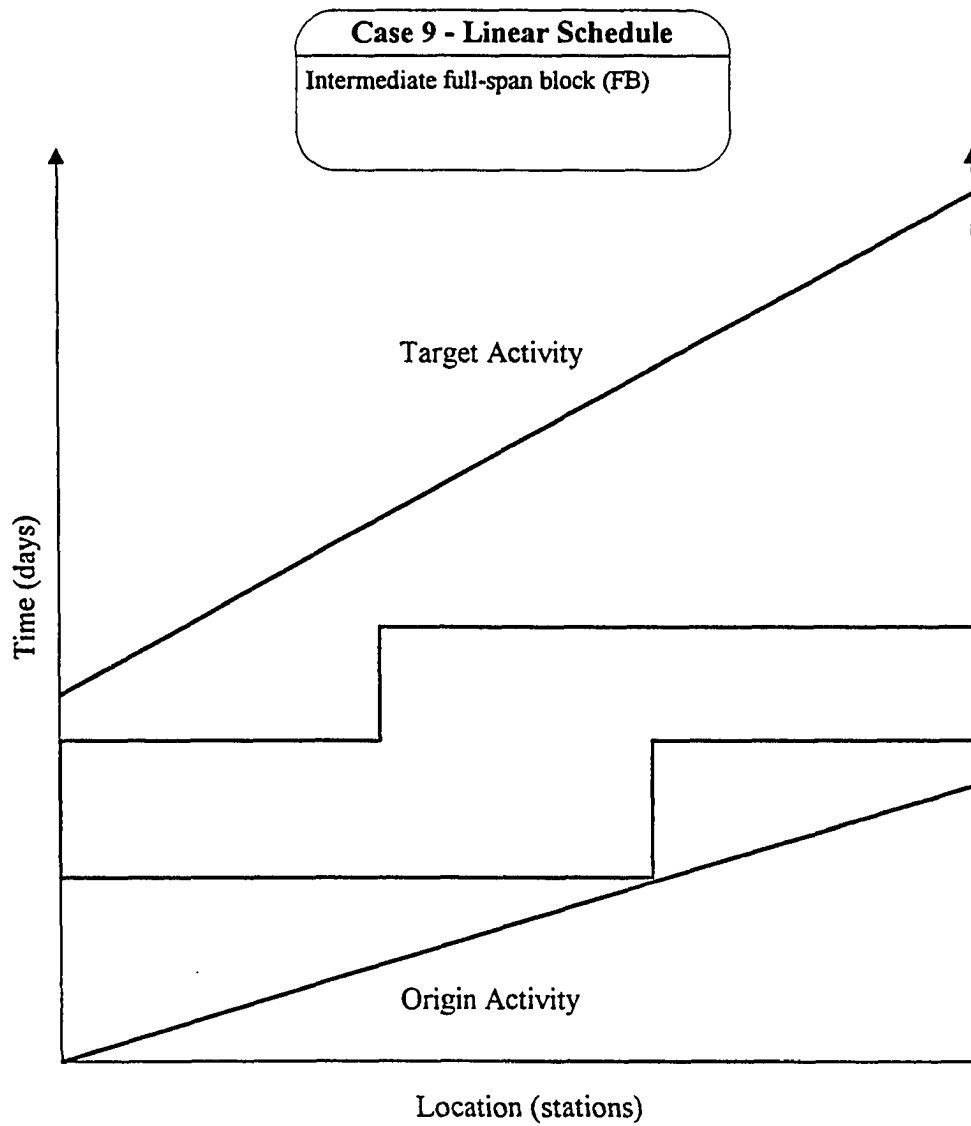 Case 9 - Linear Schedule
Intermediate full-span block (FB)
Target Activity
Time (days)
Origin Activity
Location (stations)